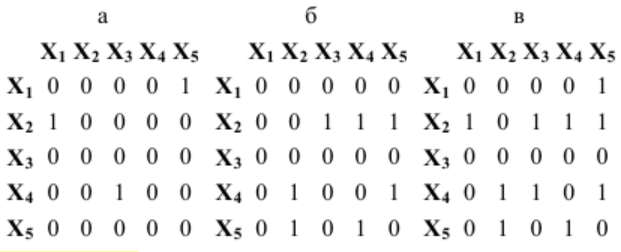 а б в
X1 X2 X3 X4 X5 X1 X2 X3 X4 X5 X1 X2 X3 X4 X5
X1 0 0 0 0 1 X1 0 0 0 0 0 X1 0 0 0 0 1
X2 1 0 0 0 0 X2 0 0 1 1 1 X2 1 0 1 1 1
X3 0 0 0 0 0 X3 0 0 0 0 0 X3 0 0 0 0 0
X4 0 0 1 0 0 X4 0 1 0 0 1 X4 0 1 1 0 1
X5 0 0 0 0 0 X5 0 1 0 1 0 X5 0 1 0 1 0